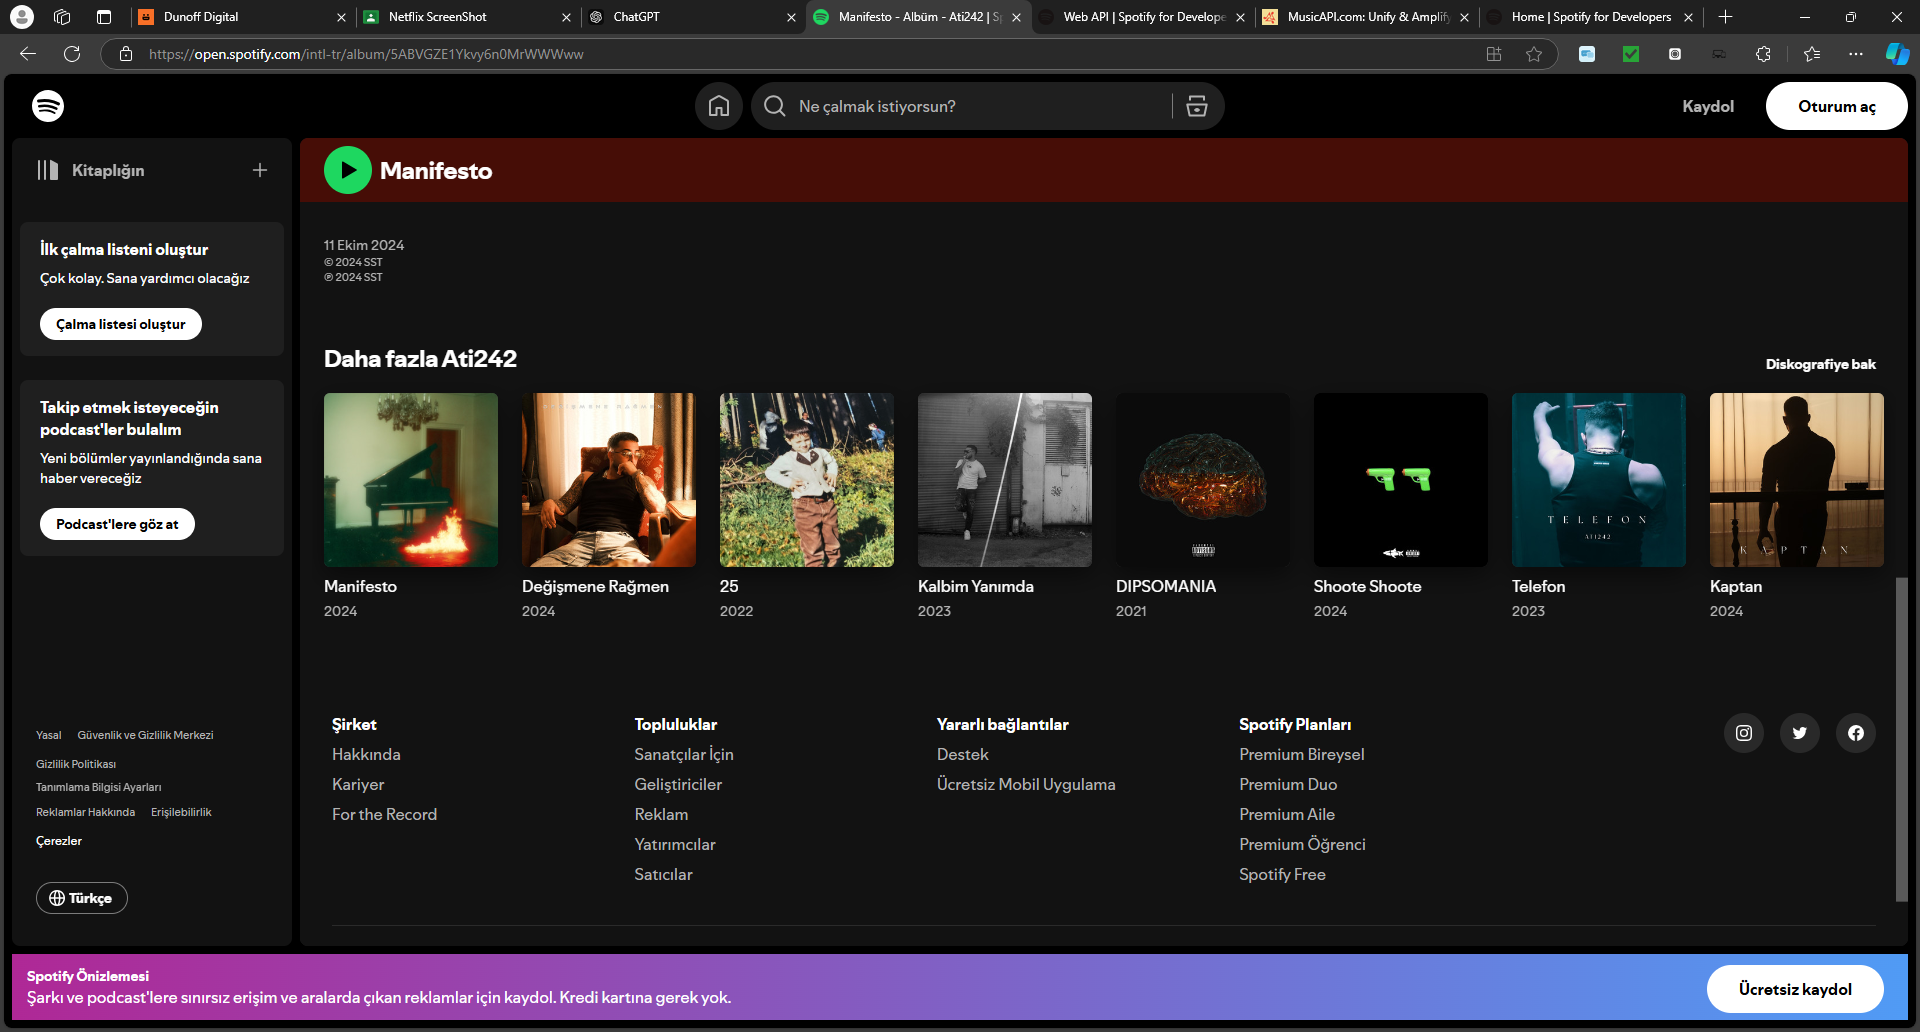 Dunoff Digital
Netflix ScreenShot
ChatGPT
Manifesto - Albüm - Ati242 | S
Web API | Spotify for Develope
MusicAPI.com: Unify & Amplify
Home | Spotify for Developers
https://open.spotify.com/intl-tr/album/5ABVGZE1Ykvy6n0MrWWWww
Ne çalmak istiyorsun?
Kaydol
Oturum aç
Kitaplığın
Manifesto
İlk çalma listeni oluştur
Çok kolay. Sana yardımcı olacağız
Çalma listesi oluştur
Takip etmek isteyeceğin
podcast'ler bulalım
Yeni bölümler yayınlandığında sana
haber vereceğiz
Podcast'lere göz at
11 Ekim 2024
© 2024 SST
℗ 2024 SST
Daha fazla Ati242
Diskografiye bak
TELEFON
ATI242
KAPTAN
Manifesto
2024
Değişmene Rağmen
2024
25
2022
Kalbim Yanımda
2023
DIPSOMANIA
2021
Shoote Shoote
2024
Telefon
2023
Kaptan
2024
Şirket
Hakkında
Kariyer
For the Record
Topluluklar
Sanatçılar İçin
Geliştiriciler
Reklam
Yatırımcılar
Satıcılar
Yararlı bağlantılar
Destek
Ücretsiz Mobil Uygulama
Spotify Planları
Premium Bireysel
Premium Duo
Premium Aile
Premium Öğrenci
Spotify Free
Yasal
Güvenlik ve Gizlilik Merkezi
Gizlilik Politikası
Tanımlama Bilgisi Ayarları
Reklamlar Hakkında
Erişilebilirlik
Çerezler
Türkçe
Spotify Önizlemesi
Şarkı ve podcast'lere sınırsız erişim ve aralarda çıkan reklamlar için kaydol. Kredi kartına gerek yok.
Ücretsiz kaydol